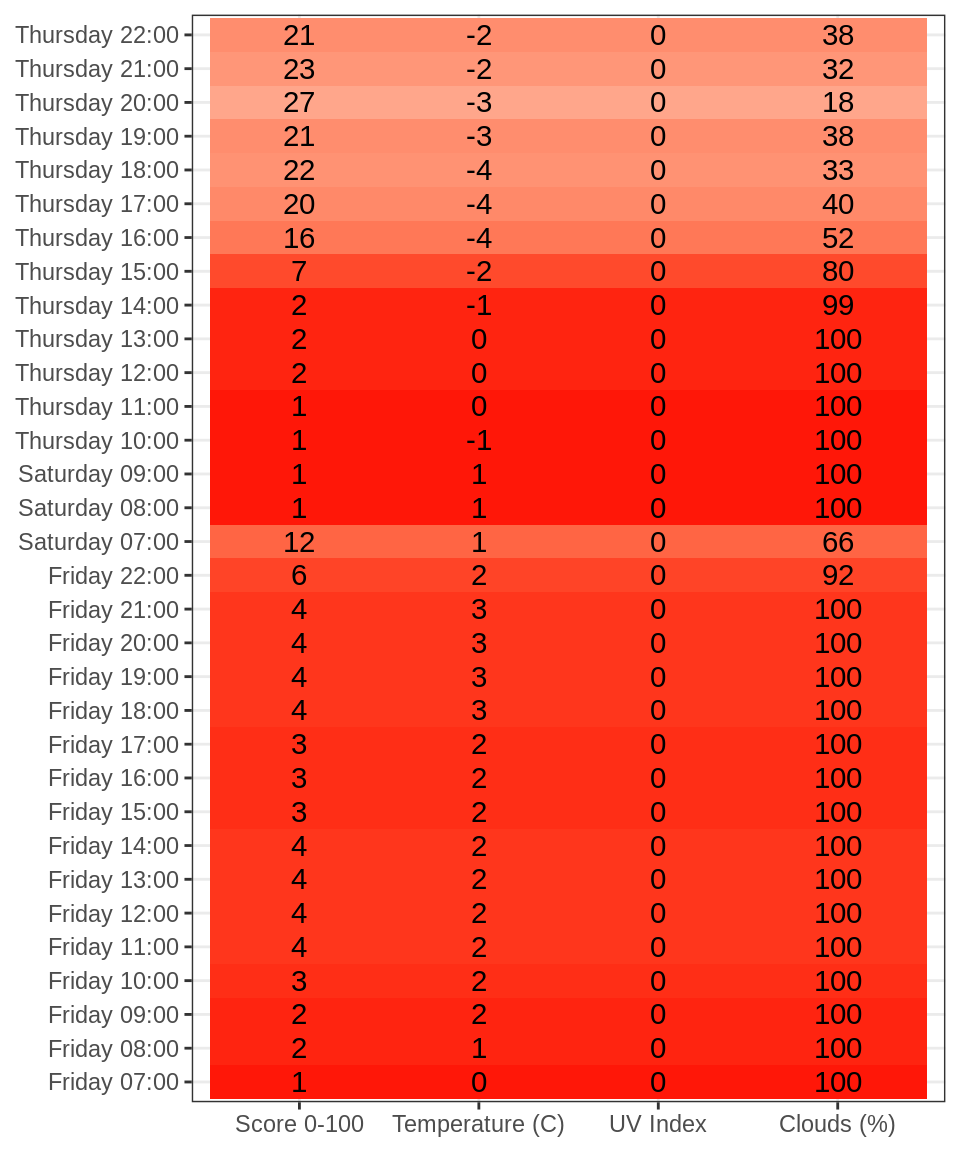 Thursday 22:00 21 -2 0 38
Thursday 21:00 23 -2 0 32
Thursday 20:00 27 -3 0 18
Thursday 19:00 21 -3 0 38
Thursday 18:00 22 -4 0 33
Thursday 17:00 20 -4 0 40
Thursday 16:00 16 -4 0 52
Thursday 15:00 7 -2 0 80
Thursday 14:00 2 -1 0 99
Thursday 13:00 2 0 0 100
Thursday 12:00 2 0 0 100
Thursday 11:00 1 0 0 100
Thursday 10:00 1 -1 0 100
Saturday 09:00 1 1 0 100
Saturday 08:00 1 1 0 100
Saturday 07:00 12 1 0 66
Friday 22:00 6 2 0 92
Friday 21:00 4 3 0 100
Friday 20:00 4 3 0 100
Friday 19:00 4 3 0 100
Friday 18:00 4 3 0 100
Friday 17:00 3 2 0 100
Friday 16:00 3 2 0 100
Friday 15:00 3 2 0 100
Friday 14:00 4 2 0 100
Friday 13:00 4 2 0 100
Friday 12:00 4 2 0 100
Friday 11:00 4 2 0 100
Friday 10:00 3 2 0 100
Friday 09:00 2 2 0 100
Friday 08:00 2 1 0 100
Friday 07:00 1 0 0 100
Score 0-100 Temperature (C) UV Index Clouds (%)